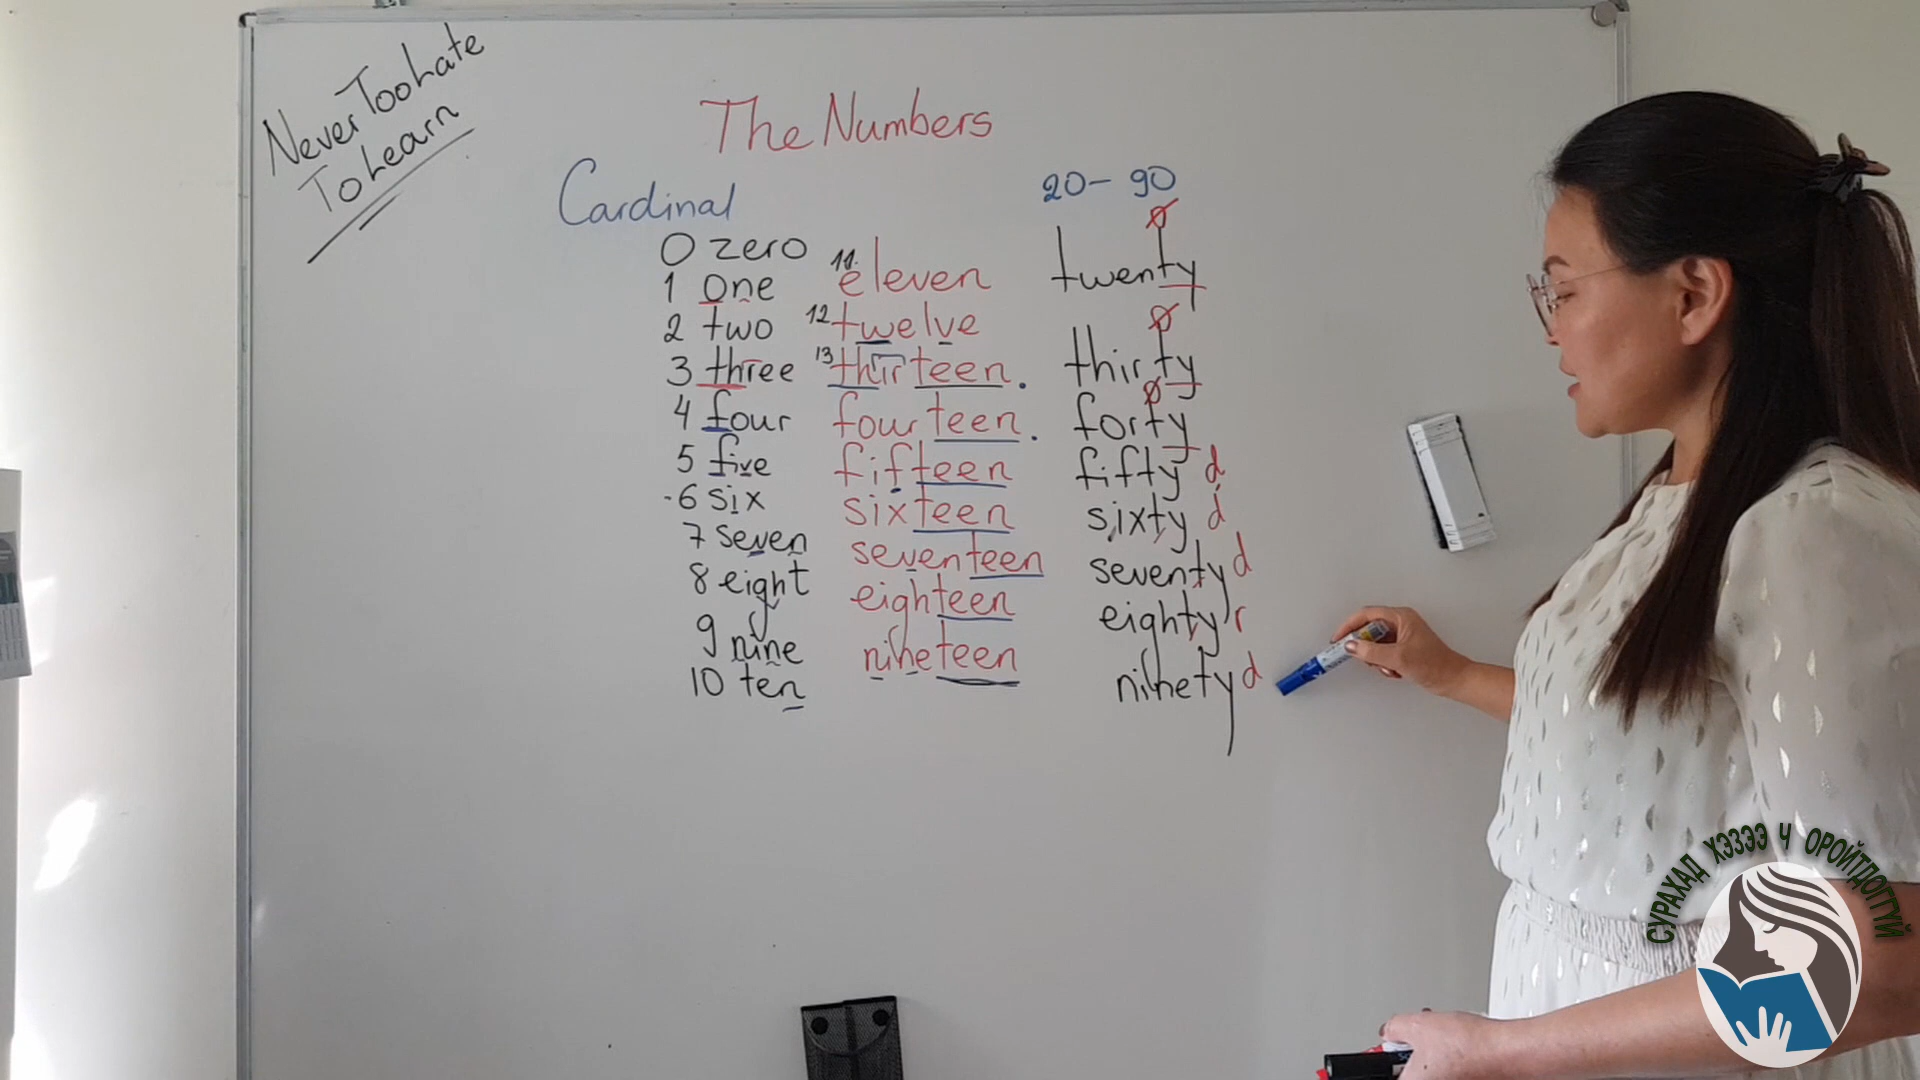 Never Too Late
To Learn
The Numbers
Cardinal
0 zero
1 one
2 two
3 three
4 four
5 five
6 six
7 seven
8 eight
9 nine
10 ten
11. eleven
12 twelve
13 thirteen.
fourteen.
fifteen
sixteen
seventeen
eighteen
nineteen
20 - 90
twenty
thirty
forty
fifty d
sixty d
seventy d
eighty r
ninety d
СУРАХАД ХЭЗЭЭ Ч ОРОЙТДОГГҮЙ